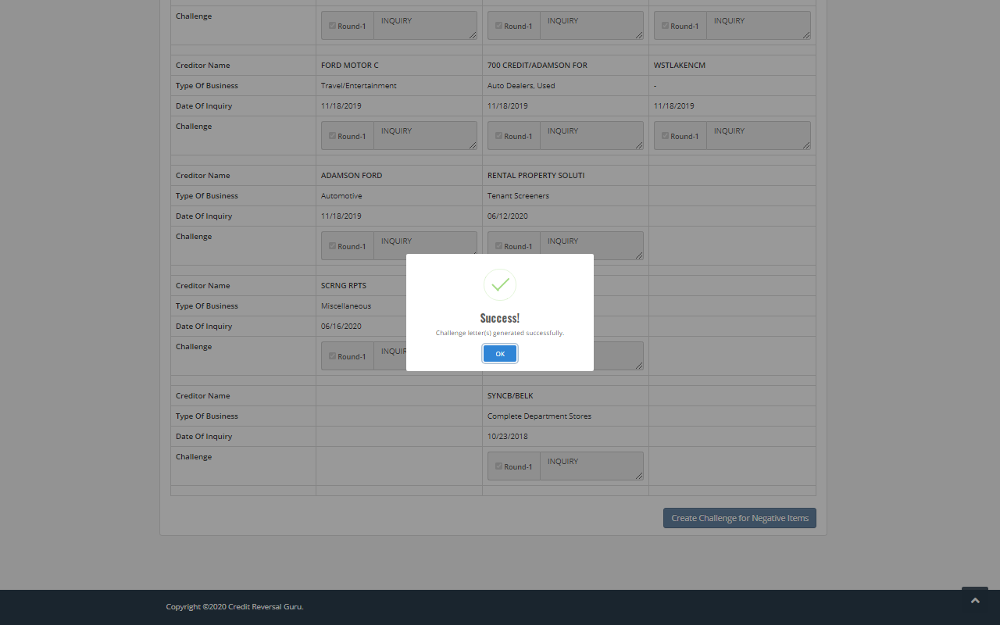 Challenge
Round-1 INQUIRY Round-1 INQUIRY Round-1 INQUIRY
Creditor Name FORD MOTOR C 700 CREDIT/ADAMSON FOR WSTLAKENCM
Type Of Business Travel/Entertainment Auto Dealers, Used -
Date Of Inquiry 11/18/2019 11/18/2019 11/18/2019
Challenge
Round-1 INQUIRY Round-1 INQUIRY Round-1 INQUIRY
Creditor Name ADAMSON FORD RENTAL PROPERTY SOLUTI
Type Of Business Automotive Tenant Screeners
Date Of Inquiry 11/18/2019 06/12/2020
Challenge
Round-1 INQUIRY Round-1 INQUIRY
Creditor Name SCRNG RPTS
Type Of Business Miscellaneous
Date Of Inquiry 06/16/2020
Challenge
Round-1
Success!
Challenge letter(s) generated successfully.
OK
Creditor Name SYNCB/BELK
Type Of Business Complete Department Stores
Date Of Inquiry 10/23/2018
Challenge
Round-1 INQUIRY
Create Challenge for Negative Items
Copyright ©2020 Credit Reversal Guru.